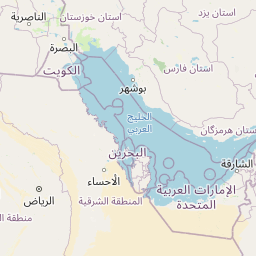 استان یزد
استان خوزستان
الناصرية
البصرة
استان فارس
الكويت
بوشهر
الخليج
العربي
استان هرمزگان
البحرين
الشارقة
الأحساء
الإمارات العربية
المتحدة
الرياض
المنطقة الشرقية
منطقة ال